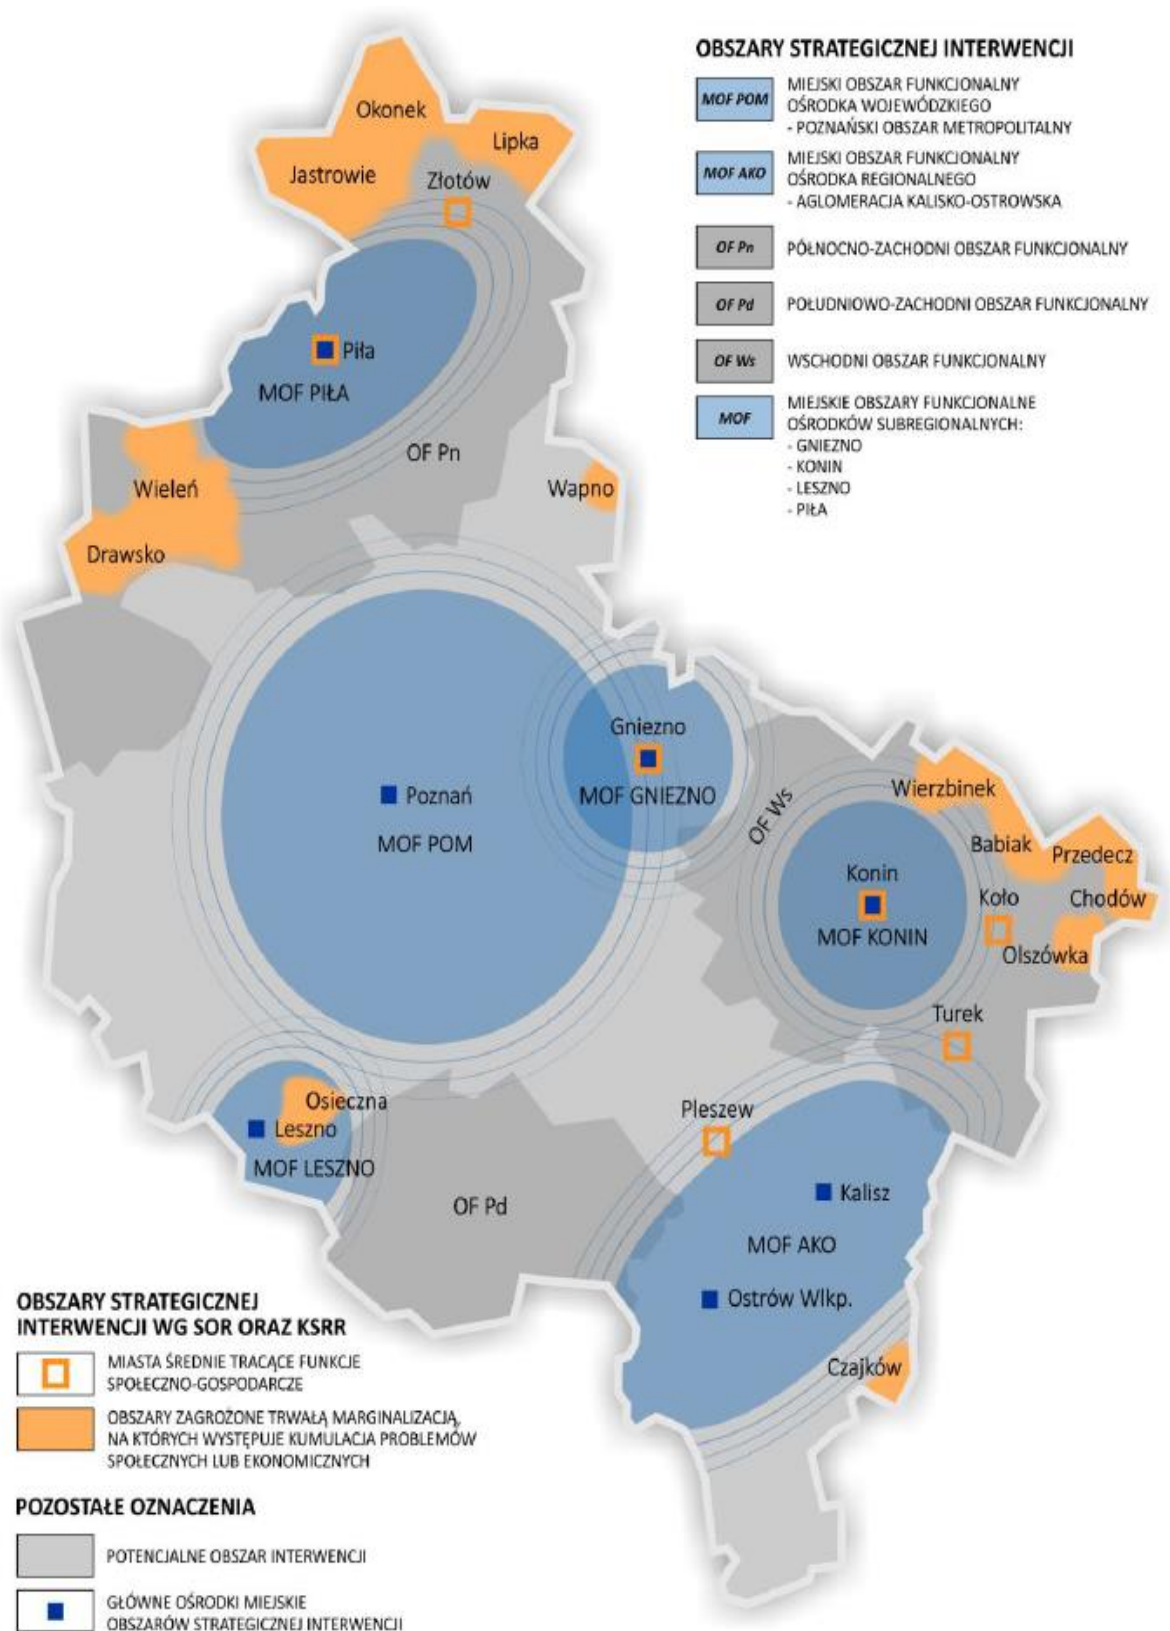 OBSZARY STRATEGICZNEJ INTERWENCJI
MOF POM
MIEJSKI OBSZAR FUNKCJONALNY
OŚRODKA WOJEWÓDZKIEGO
- POZNAŃSKI OBSZAR METROPOLITALNY
MOF AKO
MIEJSKI OBSZAR FUNKCJONALNY
OŚRODKA REGIONALNEGO
- AGLOMERACJA KALISKO-OSTROWSKA
OF Pn
PÓŁNOCNO-ZACHODNI OBSZAR FUNKCJONALNY
OF Pd
POŁUDNIOWO-ZACHODNI OBSZAR FUNKCJONALNY
OF Ws
WSCHODNI OBSZAR FUNKCJONALNY
MOF
MIEJSKIE OBSZARY FUNKCJONALNE
OŚRODKÓW SUBREGIONALNYCH:
- GNIEZNO
- KONIN
- LESZNO
- PIŁA
Okonek
Lipka
Jastrowie
Złotów
Piła
MOF PIŁA
OF Pn
Wieleń
Wapno
Drawsko
Gniezno
MOF GNIEZNO
Poznań
MOF POM
OF Ws
Wierzbinek
Babiak
Przedecz
Konin
Koło
Chodów
MOF KONIN
Olszówka
Turek
Osieczna
Leszno
MOF LESZNO
Pleszew
OF Pd
Kalisz
MOF AKO
Ostrów Wlkp.
Czajków
OBSZARY STRATEGICZNEJ
INTERWENCJI WG SOR ORAZ KSRR
MIASTA ŚREDNIE TRACĄCE FUNKCJE
SPOŁECZNO-GOSPODARCZE
OBSZARY ZAGROŻONE TRWAŁĄ MARGINALIZACJĄ,
NA KTÓRYCH WYSTĘPUJE KUMULACJA PROBLEMÓW
SPOŁECZNYCH LUB EKONOMICZNYCH
POZOSTAŁE OZNACZENIA
POTENCJALNE OBSZAR INTERWENCJI
GŁÓWNE OŚRODKI MIEJSKIE
OBSZARÓW STRATEGICZNEJ INTERWENCJI